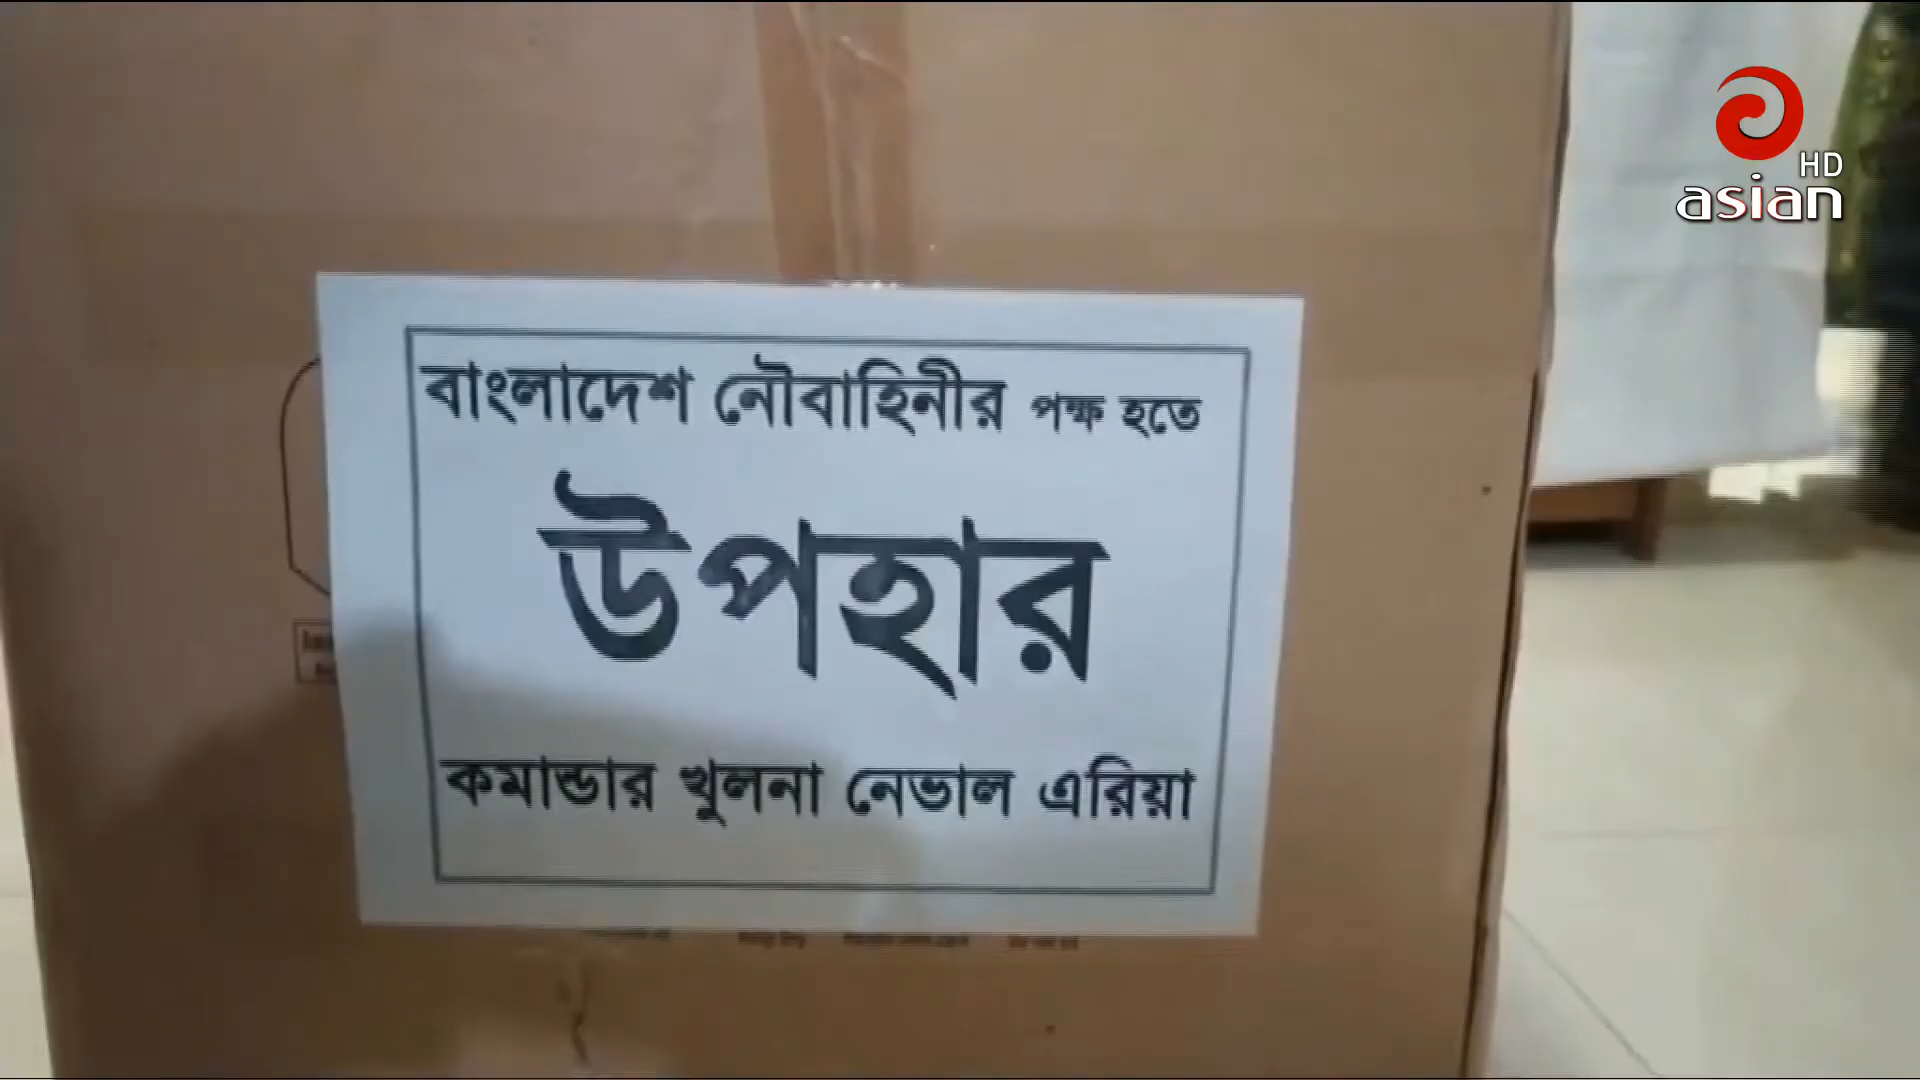 HD
asian
বাংলাদেশ নৌবাহিনীর পক্ষ হতে
উপহার
কমান্ডার খুলনা নেভাল এরিয়া